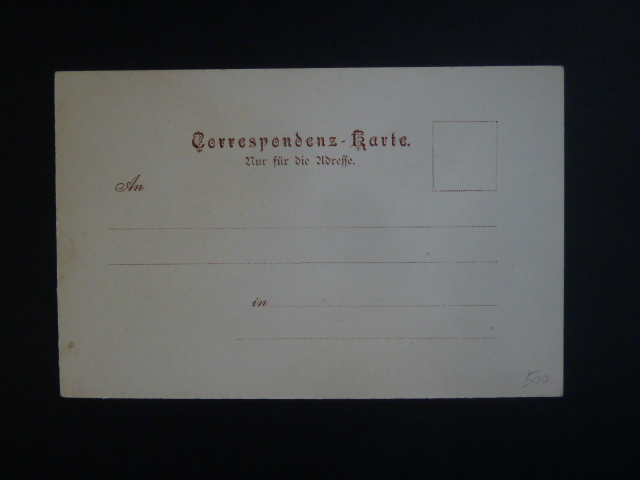 Correspondenz-Karte.
Nur für die Adresse.
An
in
500